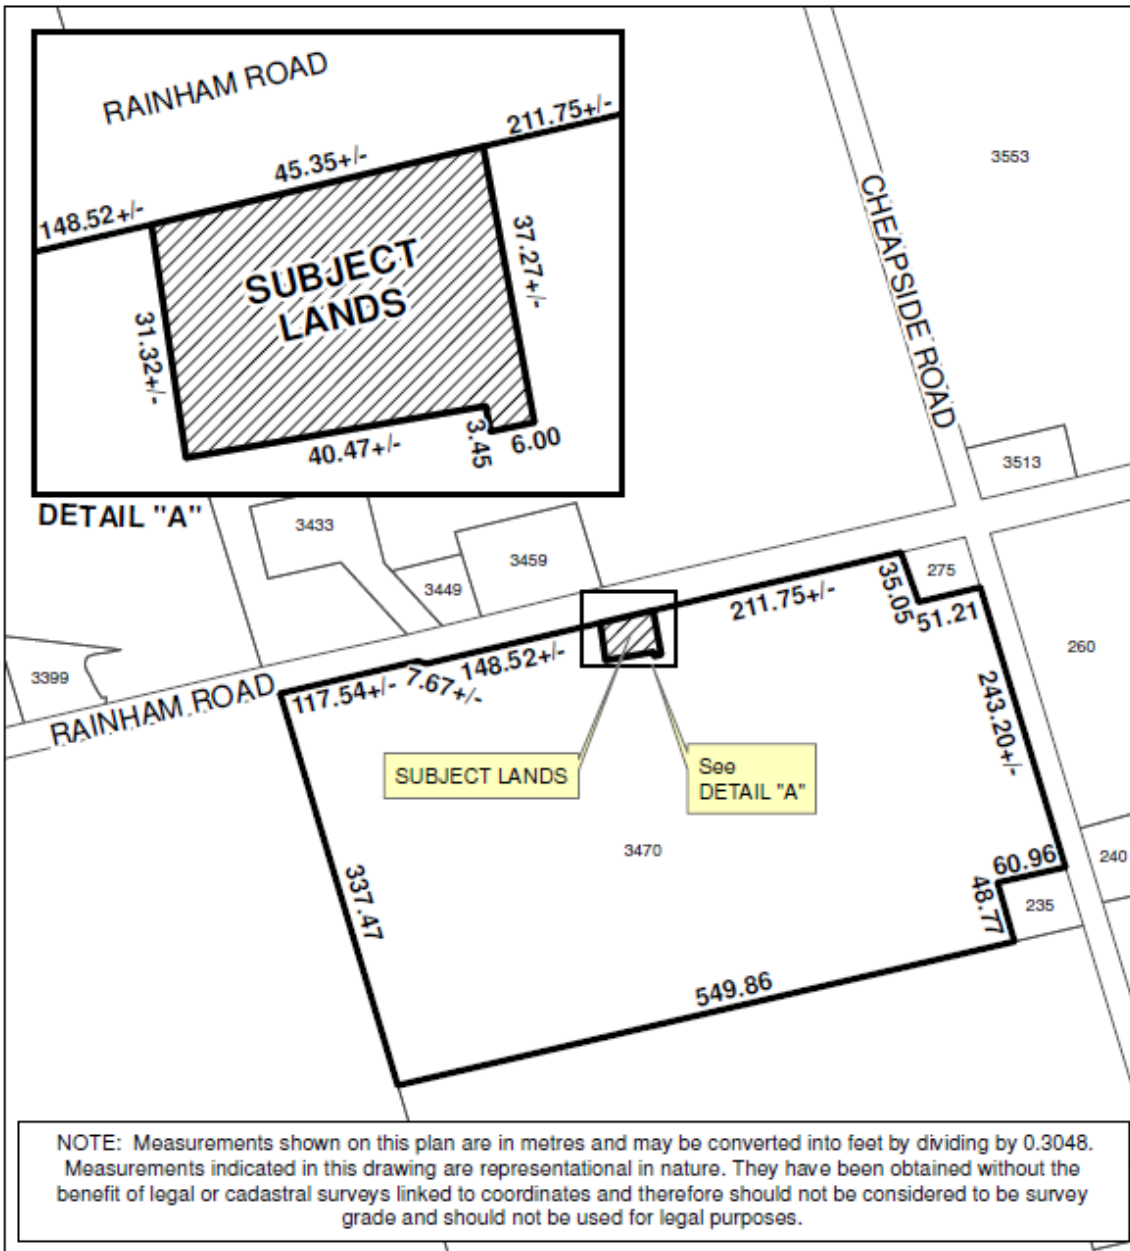 RAINHAM ROAD
211.75+/-
45.35+/-
148.52+/-
37.27+/-
SUBJECT
LANDS
31.32+/-
40.47+/-
3.45
6.00
DETAIL "A"
3553
CHEAPSIDE ROAD
3513
3433
3459
3449
275
35.05
51.21
211.75+/-
260
3399
148.52+/-
7.67+/-
117.54+/-
RAINHAM ROAD
243.20+/-
SUBJECT LANDS
See
DETAIL "A"
3470
60.96
240
48.77
235
337.47
549.86
NOTE: Measurements shown on this plan are in metres and may be converted into feet by dividing by 0.3048.
Measurements indicated in this drawing are representational in nature. They have been obtained without the
benefit of legal or cadastral surveys linked to coordinates and therefore should not be considered to be survey
grade and should not be used for legal purposes.